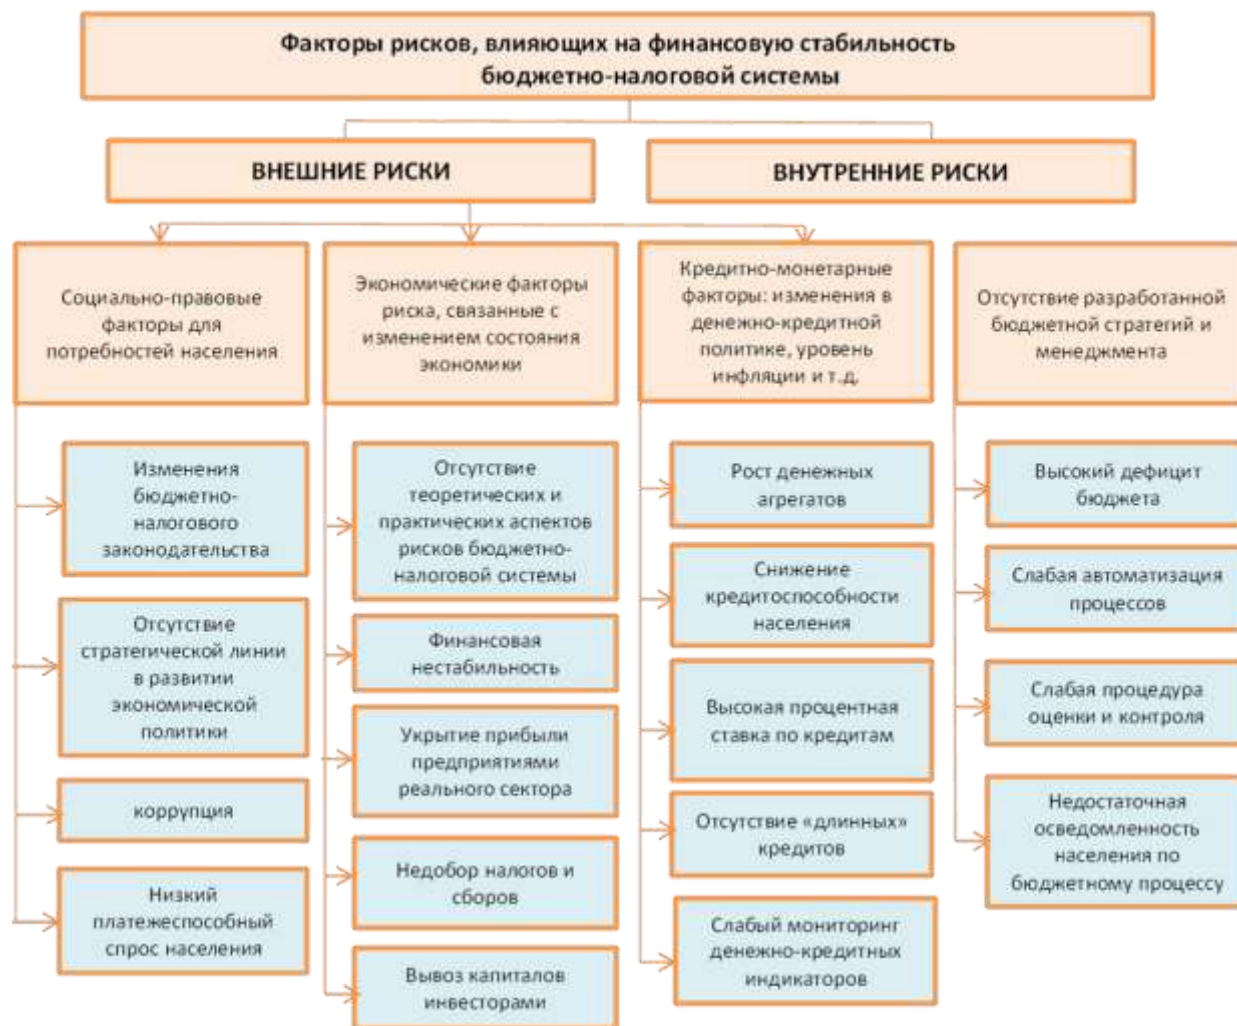 Факторы рисков, влияющих на финансовую стабильность
бюджетно-налоговой системы
ВНЕШНИЕ РИСКИ
ВНУТРЕННИЕ РИСКИ
Социально-правовые
факторы для
потребностей населения
Изменения
бюджетно-
налогового
законодательства
Отсутствие
стратегической линии
в развитии
экономической
политики
коррупция
Низкий
платежеспособный
спрос населения
Экономические факторы
риска, связанные с
изменением состояния
экономики
Отсутствие
теоретических и
практических аспектов
рисков бюджетно-
налоговой системы
Финансовая
нестабильность
Укрытие прибыли
предприятиями
реального сектора
Недобор налогов и
сборов
Вывоз капиталов
инвесторами
Кредитно-монетарные
факторы: изменения в
денежно-кредитной
политике, уровень
инфляции и т.д.
Рост денежных
агрегатов
Снижение
кредитоспособности
населения
Высокая процентная
ставка по кредитам
Отсутствие «длинных»
кредитов
Слабый мониторинг
денежно-кредитных
индикаторов
Отсутствие разработанной
бюджетной стратегий и
менеджмента
Высокий дефицит
бюджета
Слабая автоматизация
процессов
Слабая процедура
оценки и контроля
Недостаточная
осведомленность
населения по
бюджетному процессу